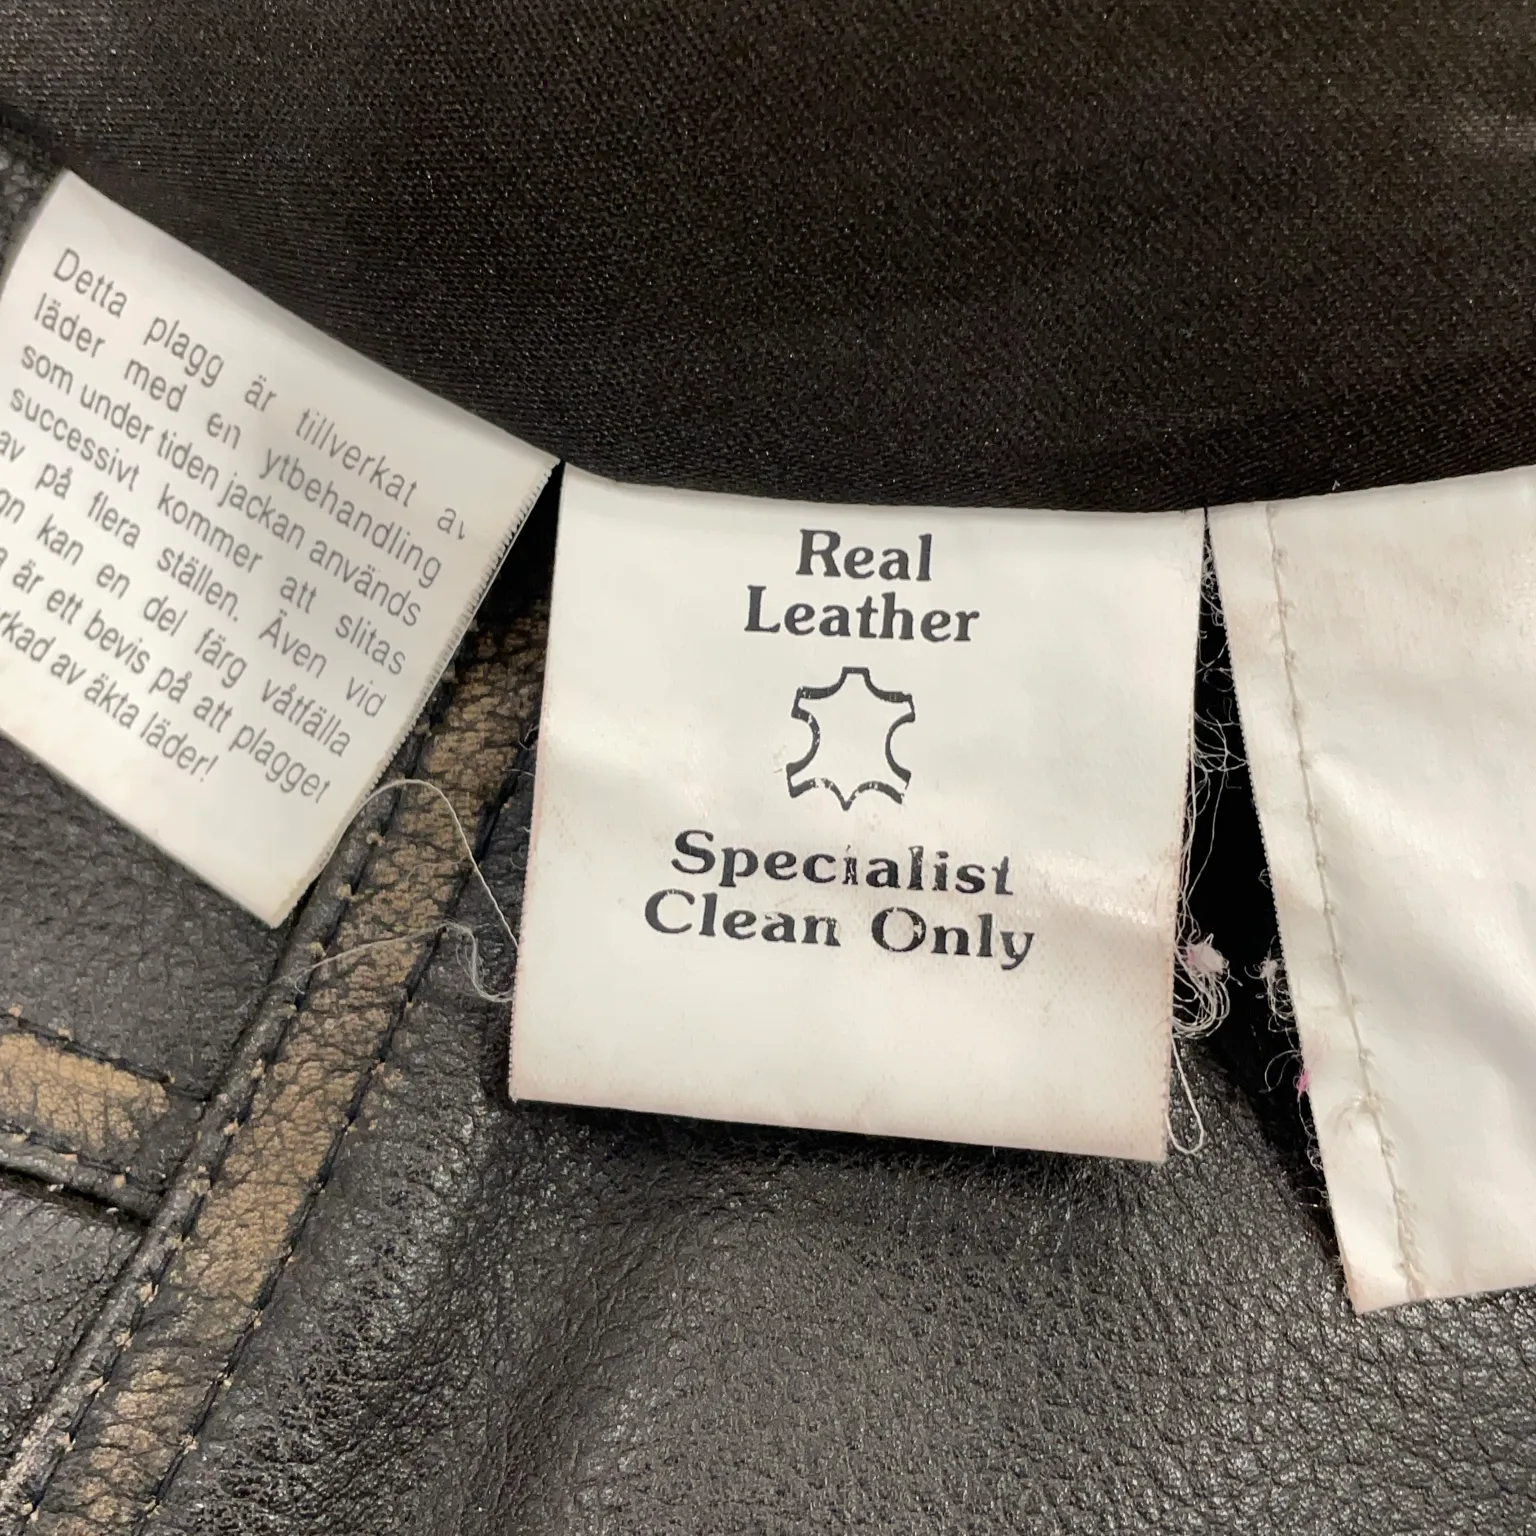 Detta plagg är tillverkat av
läder med en ytbehandling
som under tiden jackan används
successivt kommer att slitas
av på flera ställen. Även vid
kan en del färg våtfälla
är ett bevis på att plagget
av äkta läder!
Real
Leather
Specialist
Clean Only